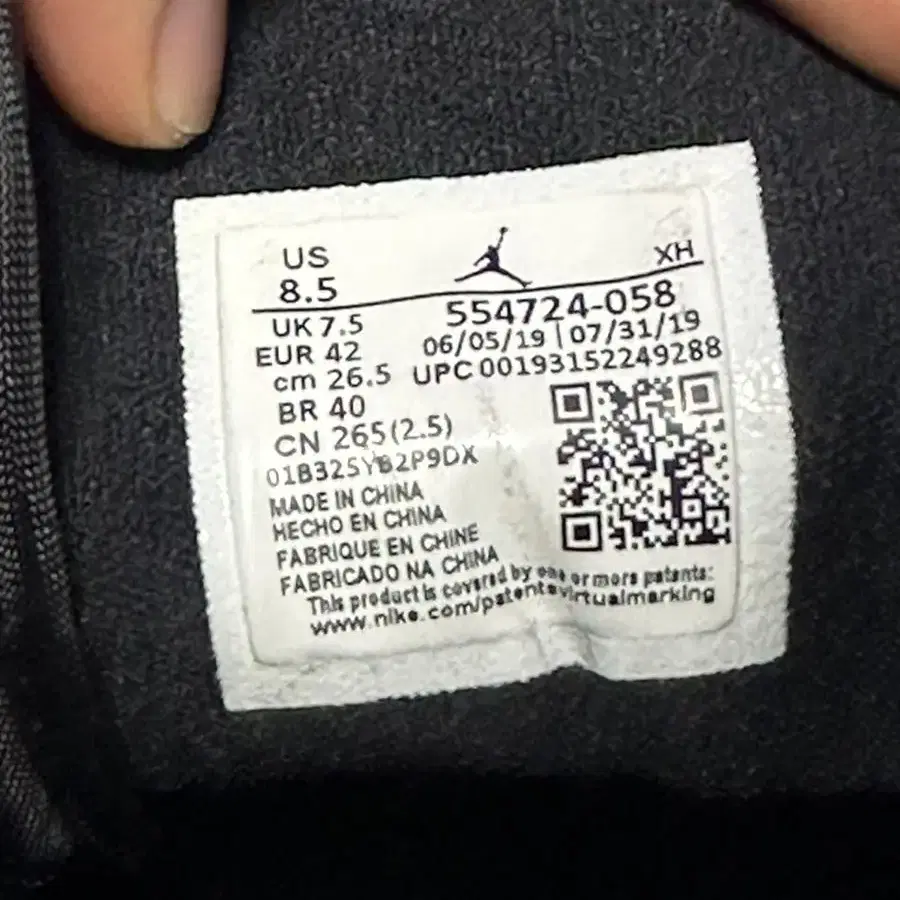 US
8.5
XH
UK 7.5
554724-058
EUR 42
06/05/19 | 07/31/19
cm 26.5
UPC 00193152249288
BR 40
CN 265(2.5)
01B325YB2P9DX
MADE IN CHINA
HECHO EN CHINA
FABRIQUE EN CHINE
FABRICADO NA CHINA
This product is covered by one or more patents:
www.nike.com/patentsvirtualmarking